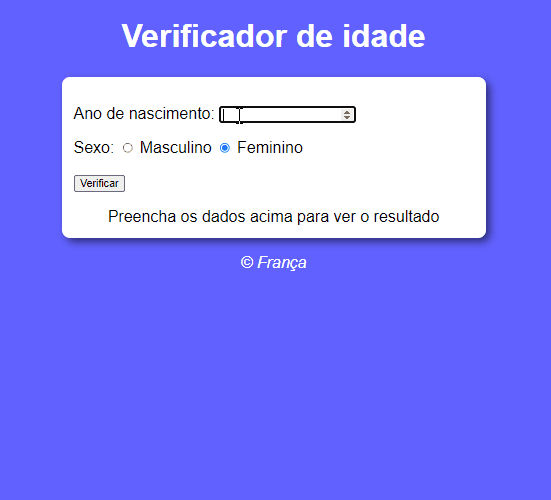 Verificador de idade
Ano de nascimento:
Sexo: Masculino Feminino
Verificar
Preencha os dados acima para ver o resultado
© França